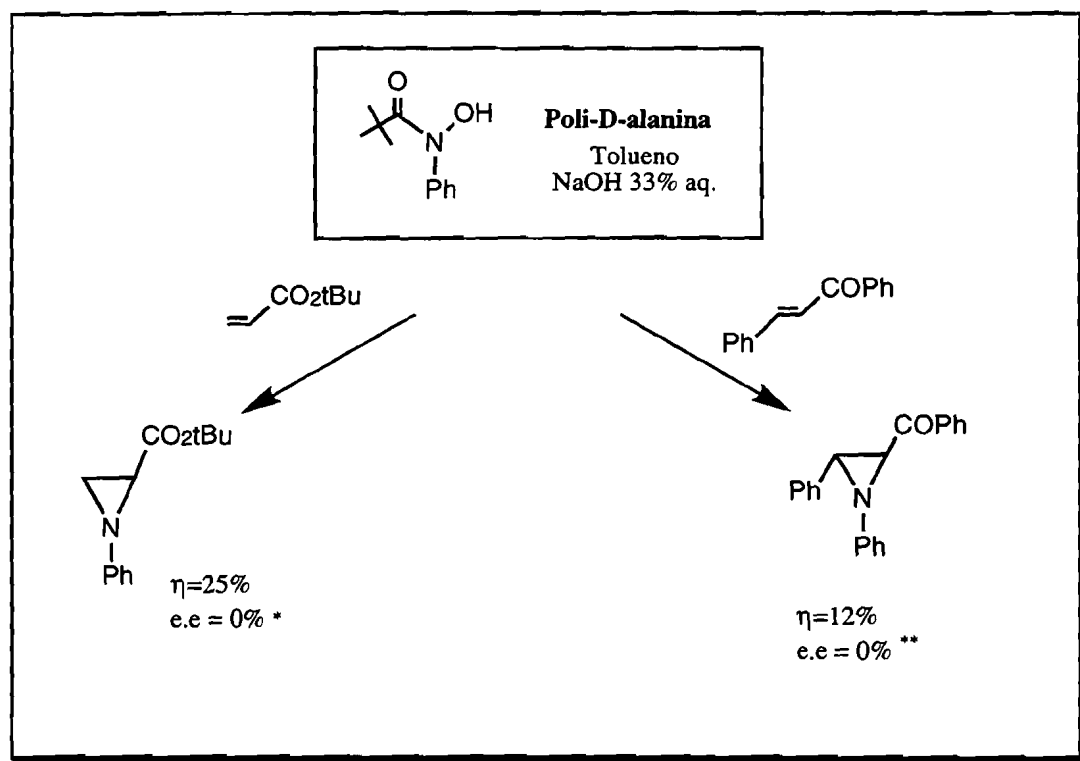 O
OH
N
Ph
Poli-D-alanina
Tolueno
NaOH 33% aq.
CO2tBu
COPh
Ph
CO2tBu
N
Ph
η=25%
e.e = 0% *
COPh
Ph
N
Ph
η=12%
e.e = 0% **